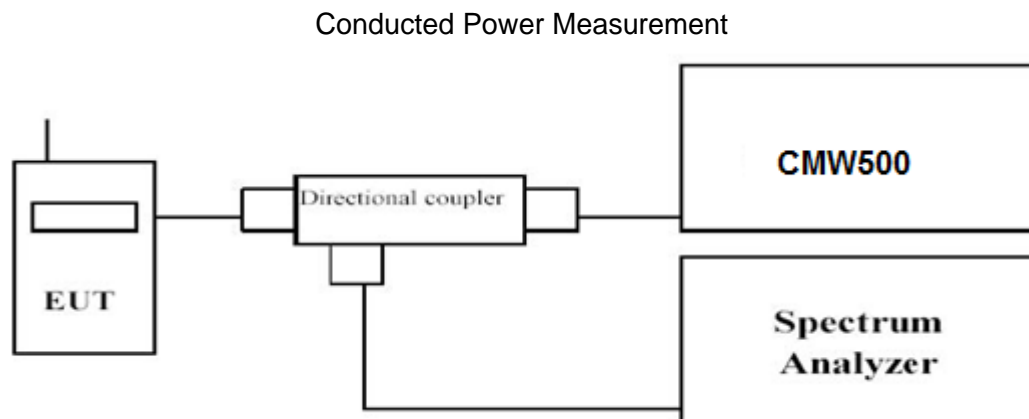 Conducted Power Measurement
CMW500
Directional coupler
EUT
Spectrum
Analyzer